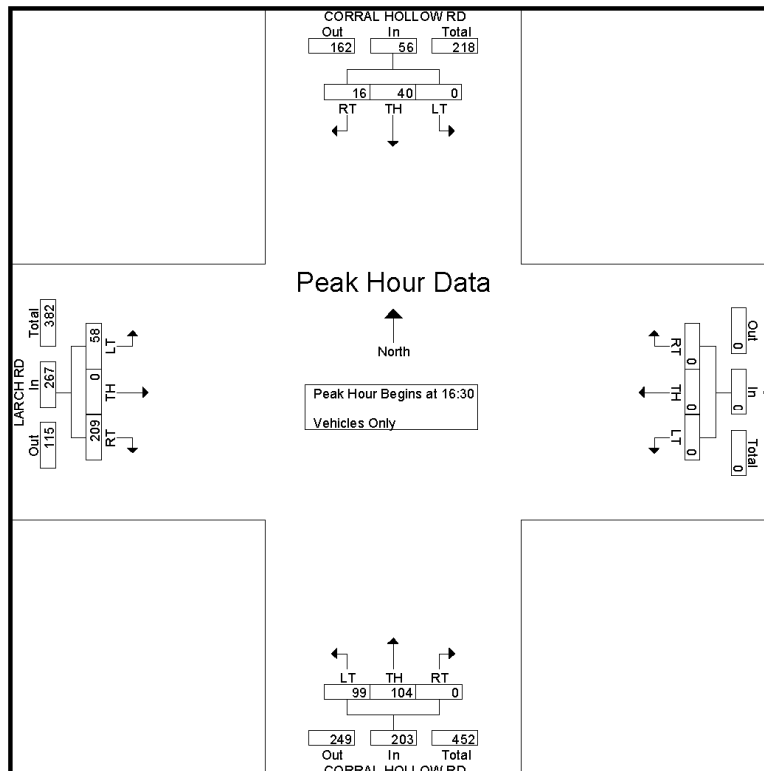 CORRAL HOLLOW RD
Out In Total
162 56 218
16 40 0
RT TH LT
Peak Hour Data
North
Peak Hour Begins at 16:30
Vehicles Only
LARCH RD
Total In Out
382 267 115
58 0 209
LT TH RT
RT TH LT
0 0 0
Out In Total
0 0 0
LT TH RT
99 104 0
249 203 452
Out In Total
CORRAL HOLLOW RD